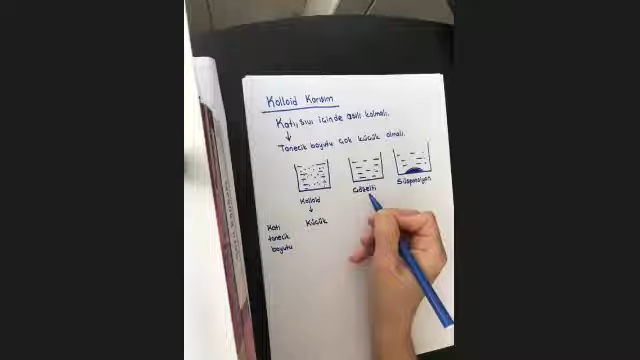 Kolloid Karışım
Katı, sıvı içinde asılı kalmalı.
Tanecik boyutu çok küçük olmalı.
Kolloid
Çözelti
Süspansiyon
Katı
tanecik
boyutu
Küçük